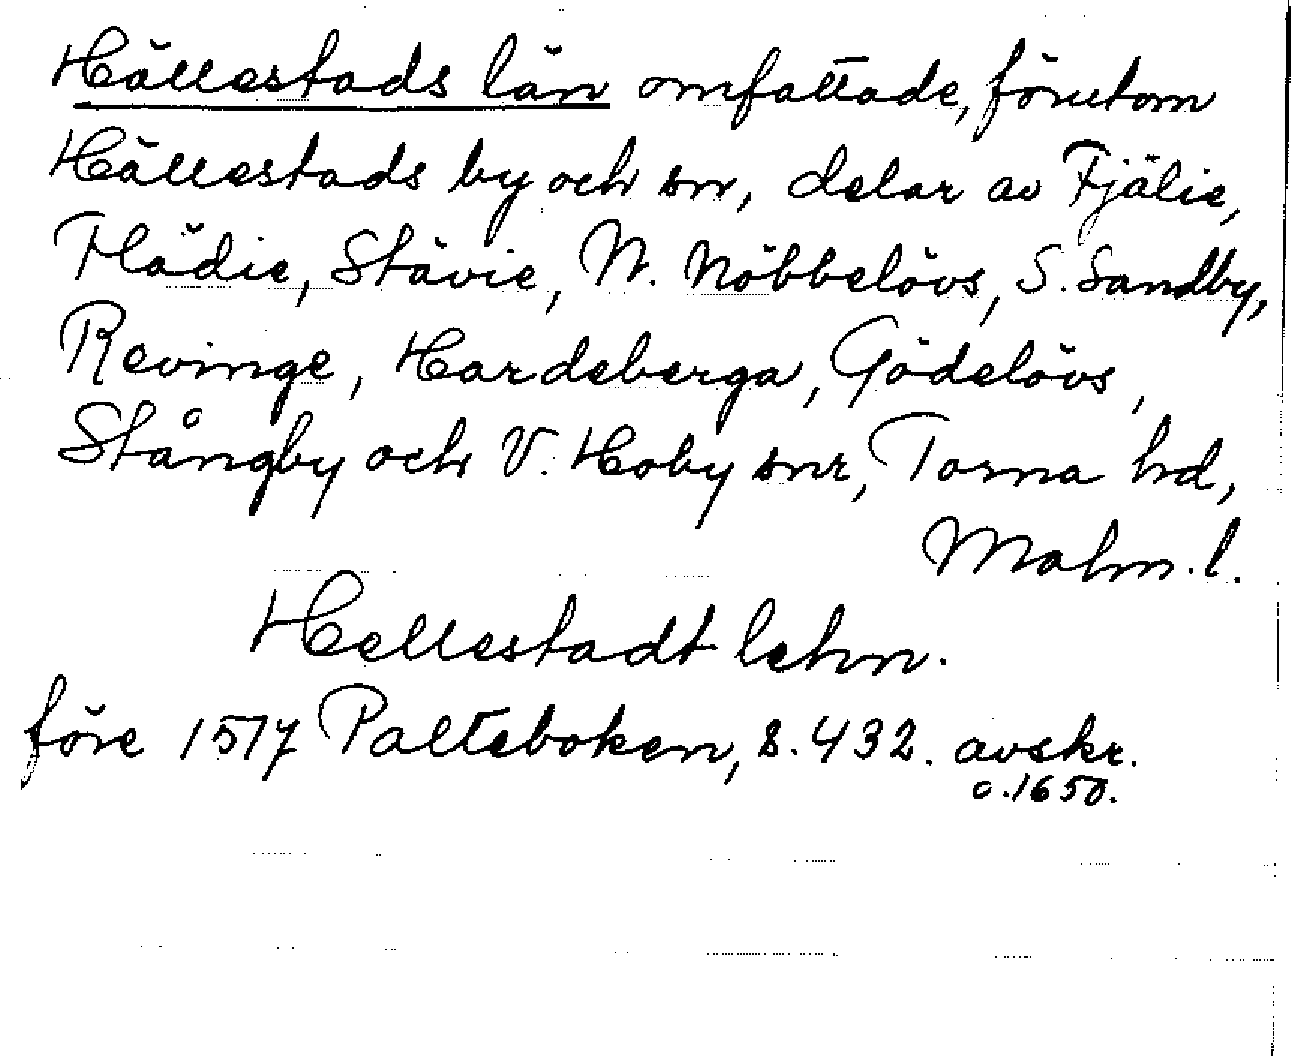 Hällestads län omfattade, förutom
Hällestads by och sn, delar av Fjälie,
Flädie, Stävie, N. Nöbbelövs, S. Sandby,
Revinge, Hardeberga, Gödelövs,
Stångby och V. Hoby snr, Torna hd,
Malm. l.
Hellestadt lehn.
före 1517 Palteboken, s. 432. avskr.
c. 1650.